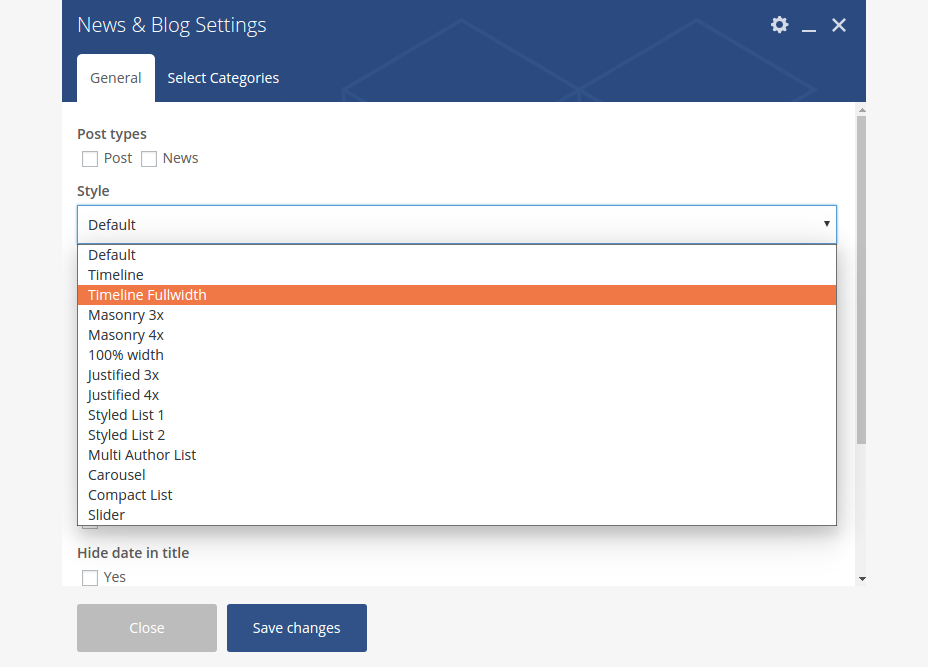 News & Blog Settings
General Select Categories
Post types
Post News
Style
Default
Default
Timeline
Timeline Fullwidth
Masonry 3x
Masonry 4x
100% width
Justified 3x
Justified 4x
Styled List 1
Styled List 2
Multi Author List
Carousel
Compact List
Slider
Hide date in title
Yes
Close Save changes